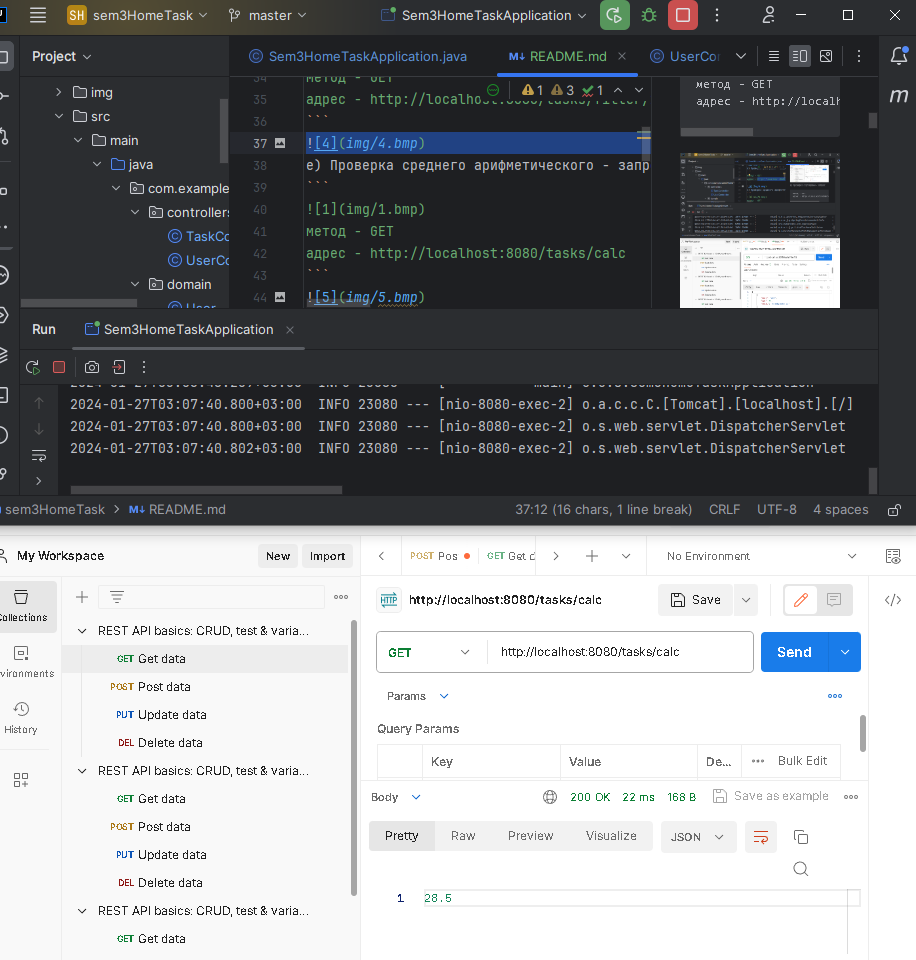 SH sem3HomeTask master Sem3HomeTaskApplication
Project
Sem3HomeTaskApplication.java README.md UserCo
img
src
main
java
com.example
controllers
TaskCo
UserCo
domain
User
34 метод - GET
35 адрес - http://localhost:8080/tasks/filter/
36 ```
37 ![4](img/4.bmp)
38 е) Проверка среднего арифметического - запр
39 ```
40 ![1](img/1.bmp)
41 метод - GET
42 адрес - http://localhost:8080/tasks/calc
43 ```
44 ![5](img/5.bmp)
1 3 1
метод - GET
адрес - http://localh
Run Sem3HomeTaskApplication
2024-01-27T03:07:40.800+03:00 INFO 23080 --- [nio-8080-exec-2] o.a.c.c.C.[Tomcat].[localhost].[/]
2024-01-27T03:07:40.800+03:00 INFO 23080 --- [nio-8080-exec-2] o.s.web.servlet.DispatcherServlet
2024-01-27T03:07:40.802+03:00 INFO 23080 --- [nio-8080-exec-2] o.s.web.servlet.DispatcherServlet
sem3HomeTask > README.md 37:12 (16 chars, 1 line break) CRLF UTF-8 4 spaces
My Workspace New Import
POST Pos GET Get d No Environment
Collections
vironments
History
REST API basics: CRUD, test & varia...
GET Get data
POST Post data
PUT Update data
DEL Delete data
REST API basics: CRUD, test & varia...
GET Get data
POST Post data
PUT Update data
DEL Delete data
REST API basics: CRUD, test & varia...
GET Get data
HTTP http://localhost:8080/tasks/calc Save
GET http://localhost:8080/tasks/calc Send
Params
Query Params
Key Value De... Bulk Edit
Body 200 OK 22 ms 168 B Save as example
Pretty Raw Preview Visualize JSON
1 28.5